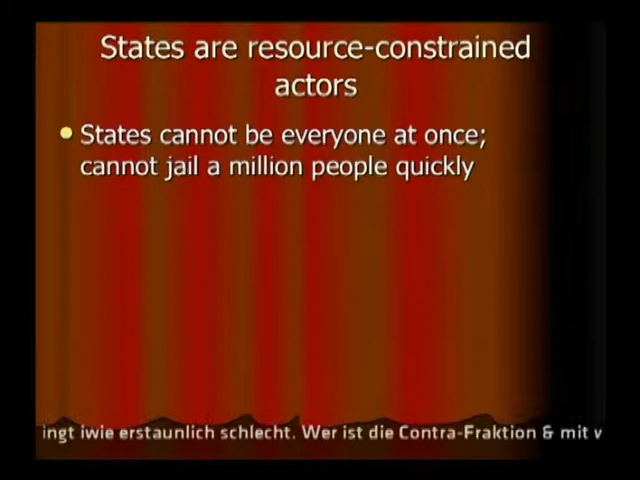 States are resource-constrained
actors
States cannot be everyone at once;
cannot jail a million people quickly
ingt iwie erstaunlich schlecht. Wer ist die Contra-Fraktion & mit v